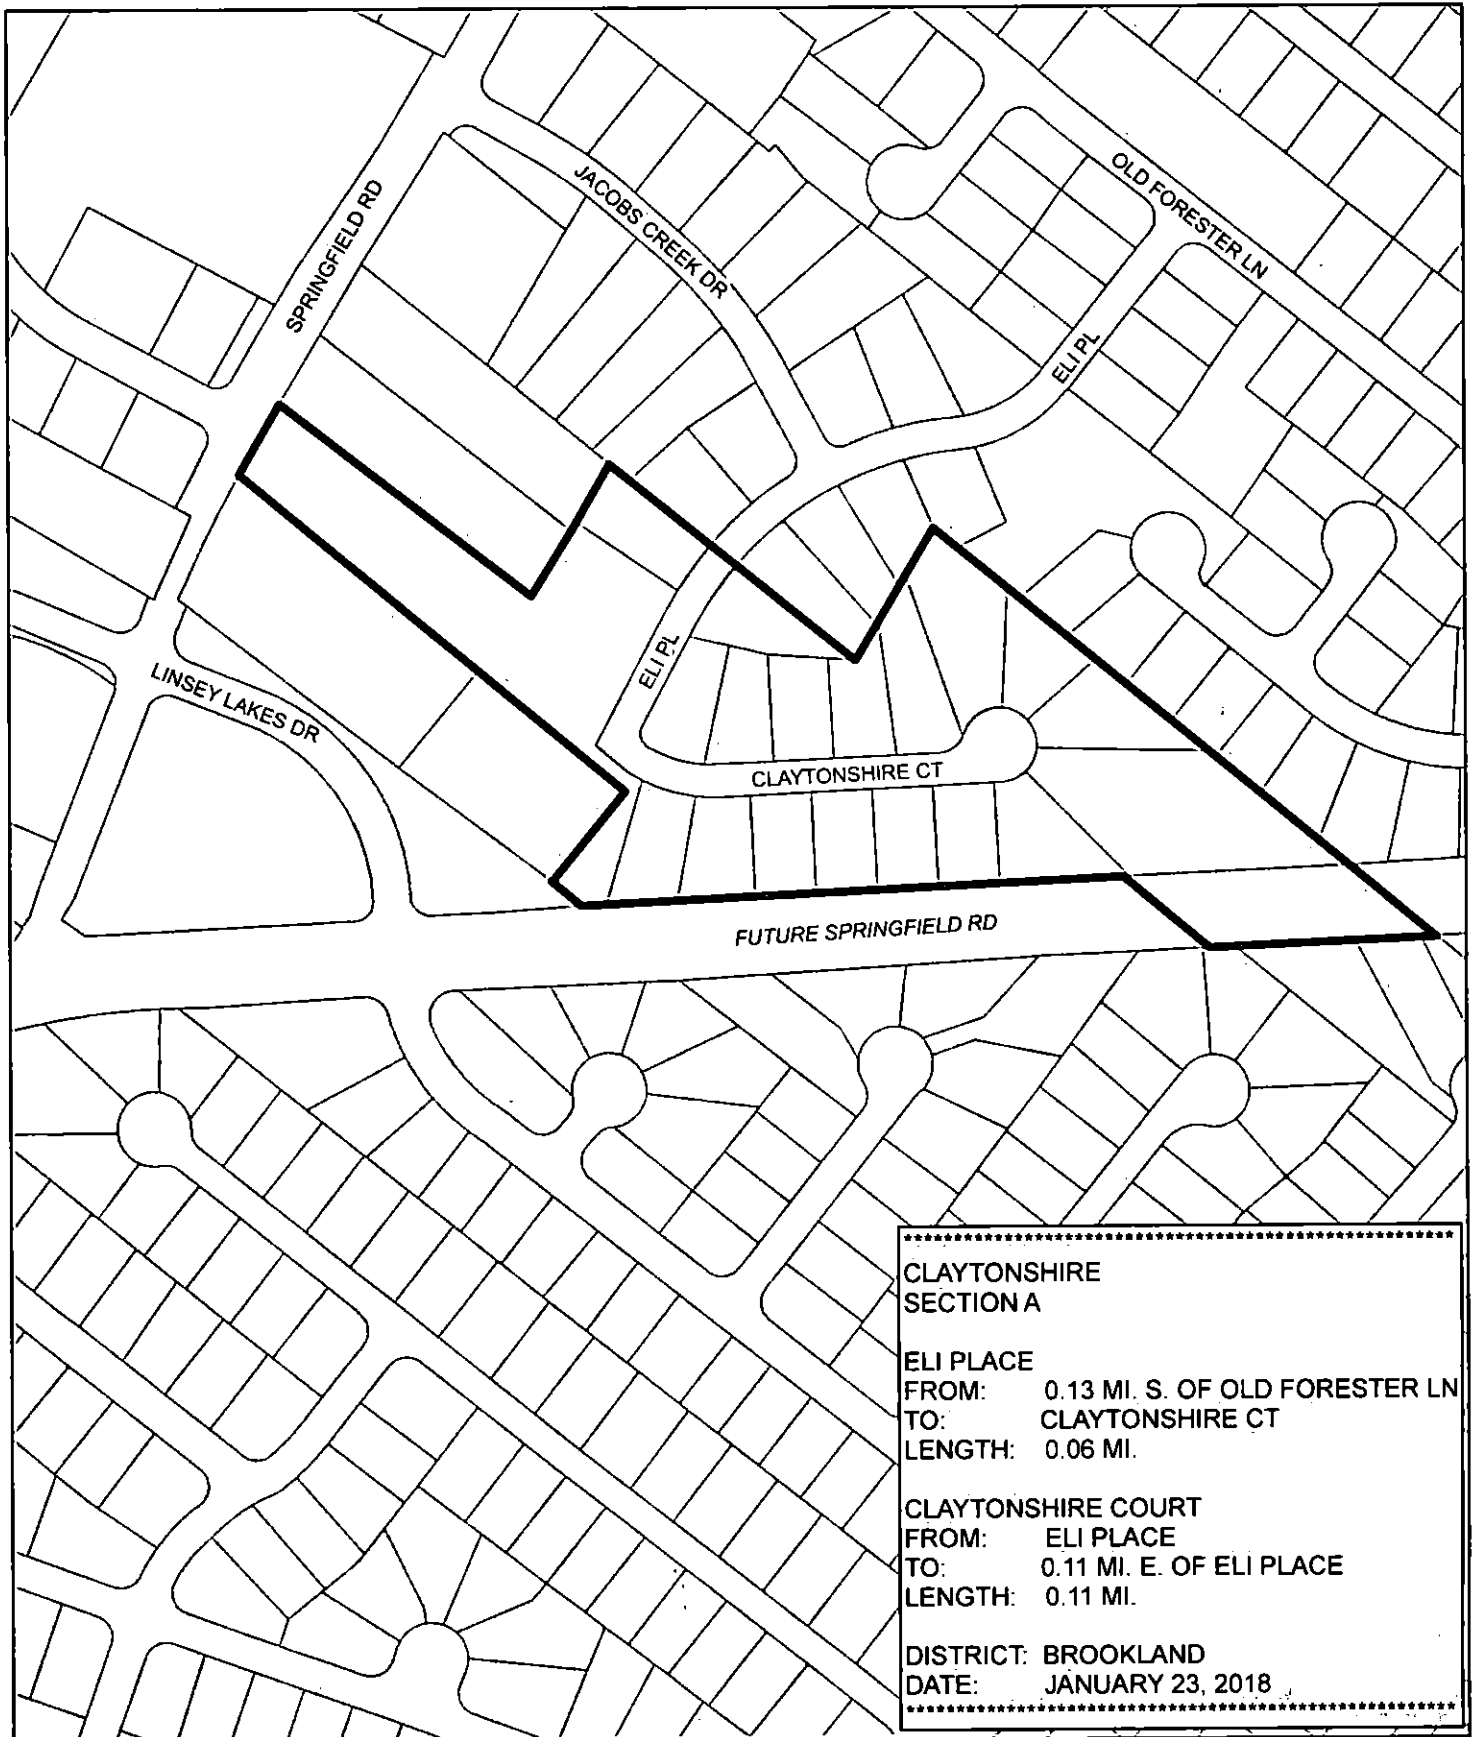 OLD FORESTER LN
JACOBS CREEK DR
SPRINGFIELD RD
ELI PL
ELI PL
LINSEY LAKES DR
CLAYTONSHIRE CT
FUTURE SPRINGFIELD RD
****************************************************
CLAYTONSHIRE
SECTION A
ELI PLACE
FROM: 0.13 MI. S. OF OLD FORESTER LN
TO: CLAYTONSHIRE CT
LENGTH: 0.06 MI.
CLAYTONSHIRE COURT
FROM: ELI PLACE
TO: 0.11 MI. E. OF ELI PLACE
LENGTH: 0.11 MI.
DISTRICT: BROOKLAND
DATE: JANUARY 23, 2018
****************************************************